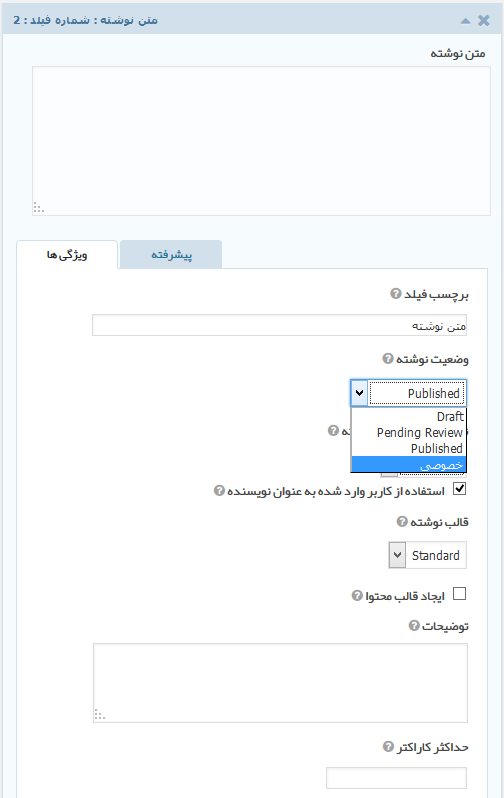 متن نوشته : شماره فیلد : 2
متن نوشته
ویژگی ها
پیشرفته
برچسب فیلد
متن نوشته
وضعیت نوشته
Published
Draft
Pending Review
Published
خصوصی
استفاده از کاربر وارد شده به عنوان نویسنده
قالب نوشته
Standard
ایجاد قالب محتوا
توضیحات
حداکثر کاراکتر